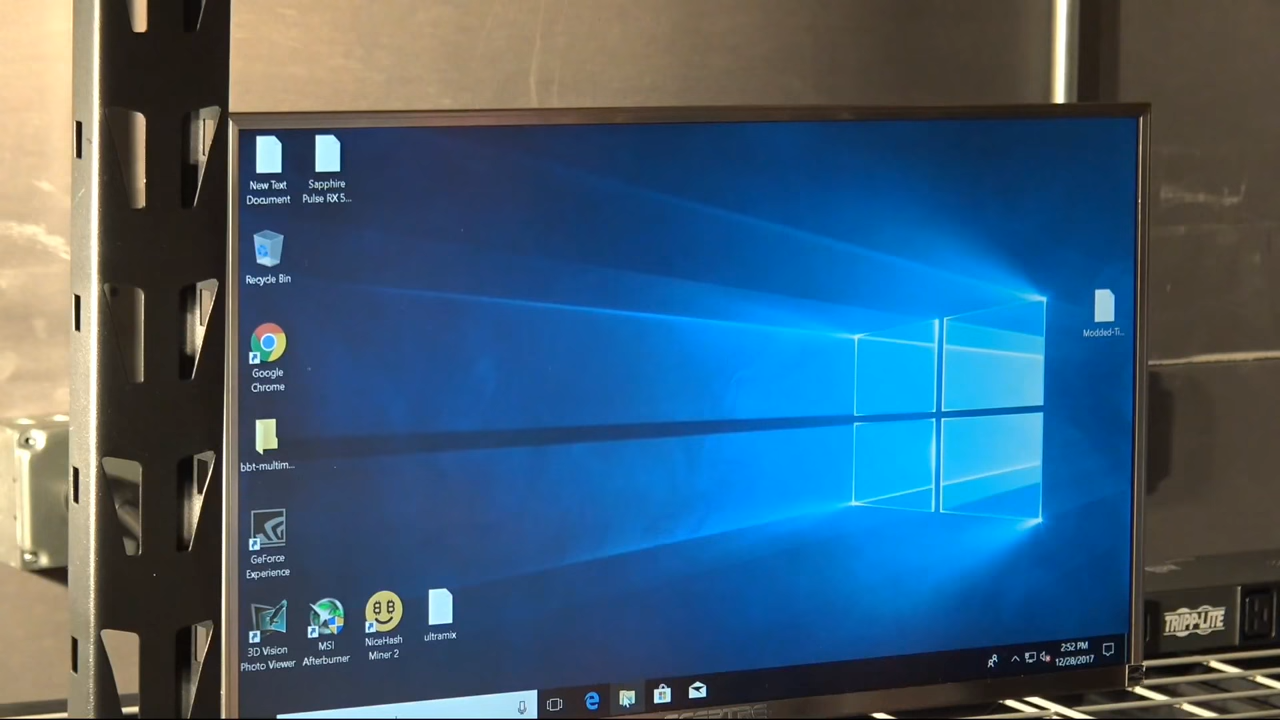 New Text
Document
Sapphire
Pulse RX 5...
Recycle Bin
Google
Chrome
bbt-multim...
GeForce
Experience
3D Vision
Photo Viewer
MSI
Afterburner
NiceHash
Miner 2
ultramix
Modded-Ti...
TRIPP·LITE
2:52 PM
12/28/2017
SCEPTRE